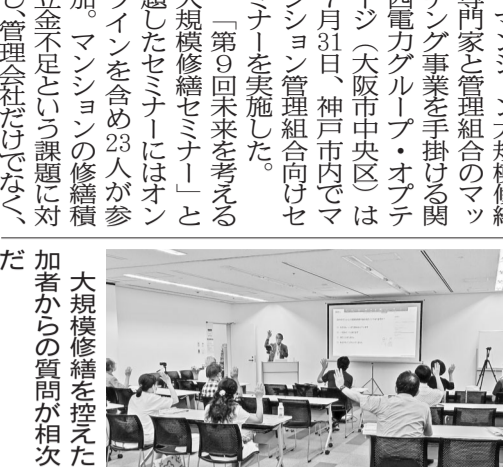 大規模修繕
専門家と管理組合のマッ
チング事業を手掛ける関
西電力グループ・オプテ
ージ（大阪市中央区）は
7月31日、神戸市内でマ
ンション管理組合向けセ
ミナーを実施した。
「第９回未来を考える
大規模修繕セミナー」と
題したセミナーにはオン
ラインを含め23人が参
加。マンションの修繕積
立金不足という課題に対
し、管理会社だけでなく、
大規模修繕を控えた
加者からの質問が相次
だ